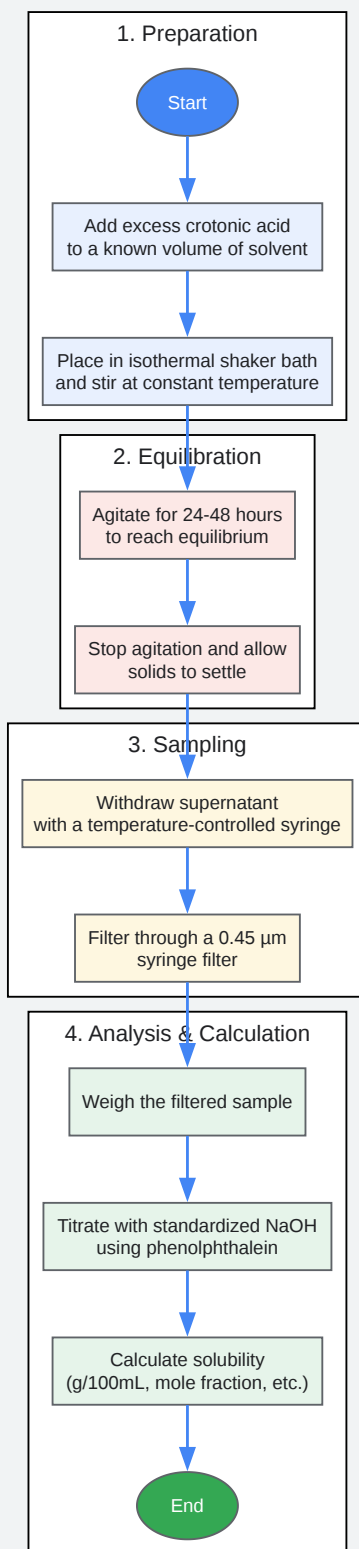 1. Preparation
Start
Add excess crotonic acid
to a known volume of solvent
Place in isothermal shaker bath
and stir at constant temperature
2. Equilibration
Agitate for 24-48 hours
to reach equilibrium
Stop agitation and allow
solids to settle
3. Sampling
Withdraw supernatant
with a temperature-controlled syringe
Filter through a 0.45 µm
syringe filter
4. Analysis & Calculation
Weigh the filtered sample
Titrate with standardized NaOH
using phenolphthalein
Calculate solubility
(g/100mL, mole fraction, etc.)
End